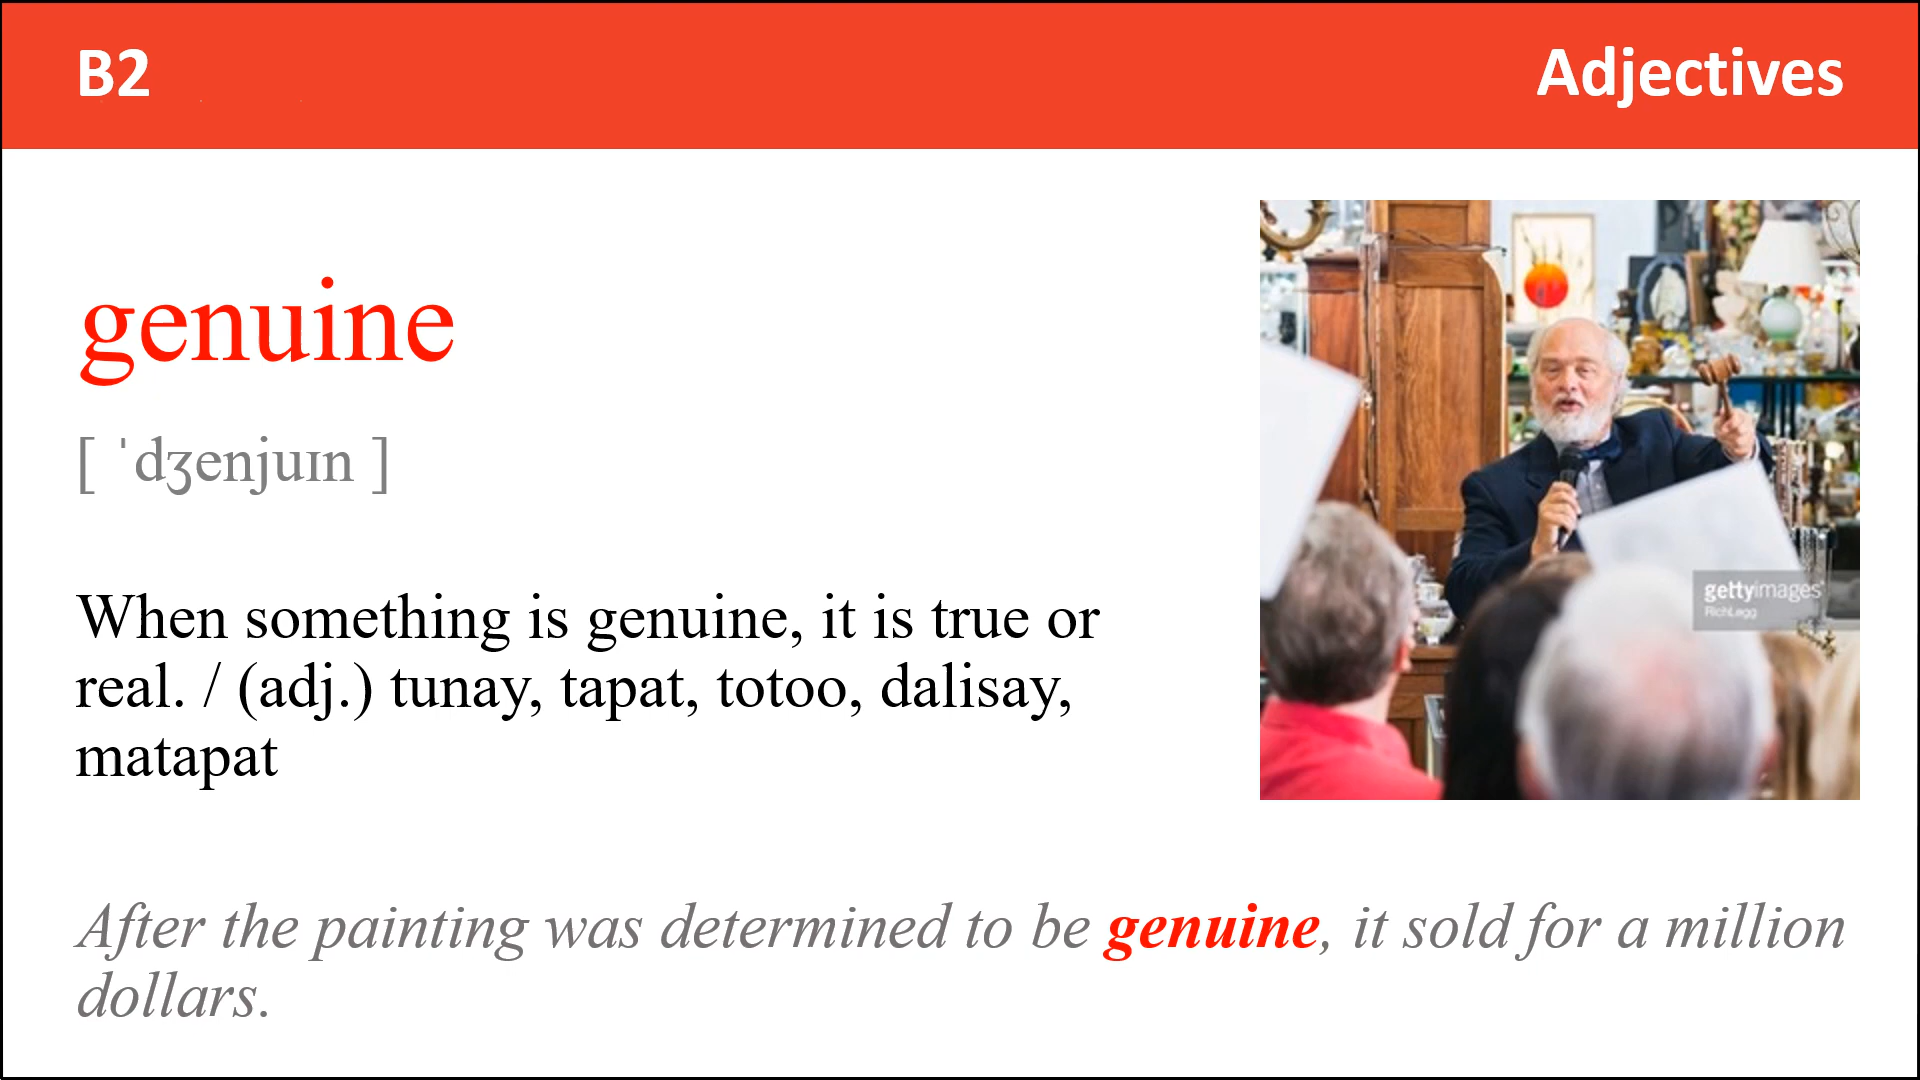 B2
Adjectives
genuine
[ ˈdʒenjuɪn ]
When something is genuine, it is true or
real. / (adj.) tunay, tapat, totoo, dalisay,
matapat
gettyimages
RichLegg
After the painting was determined to be genuine, it sold for a million
dollars.